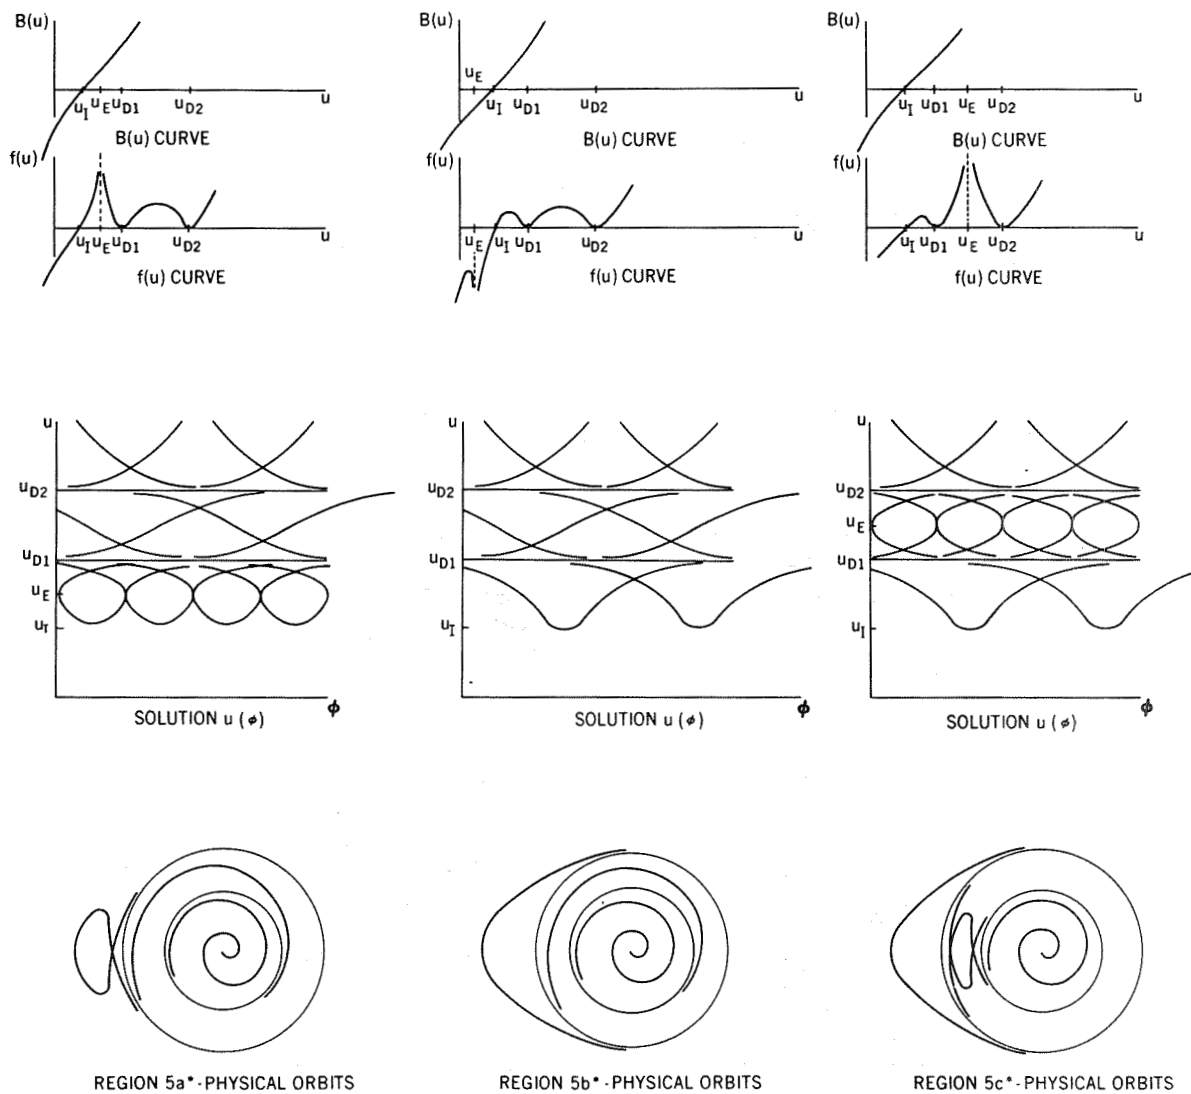 B(u)
u_I u_E u_D1 u_D2 u
B(u) CURVE
f(u)
u_I u_E u_D1 u_D2 u
f(u) CURVE
B(u)
u_E
u_I u_D1 u_D2 u
B(u) CURVE
f(u)
u_E u_I u_D1 u_D2 u
f(u) CURVE
B(u)
u_I u_D1 u_E u_D2 u
B(u) CURVE
f(u)
u_I u_D1 u_E u_D2 u
f(u) CURVE
u
u_D2
u_D1
u_E
u_I
ϕ
SOLUTION u (ϕ)
u
u_D2
u_D1
u_I
ϕ
SOLUTION u (ϕ)
u
u_D2
u_E
u_D1
u_I
ϕ
SOLUTION u (ϕ)
REGION 5a*-PHYSICAL ORBITS
REGION 5b*-PHYSICAL ORBITS
REGION 5c*-PHYSICAL ORBITS